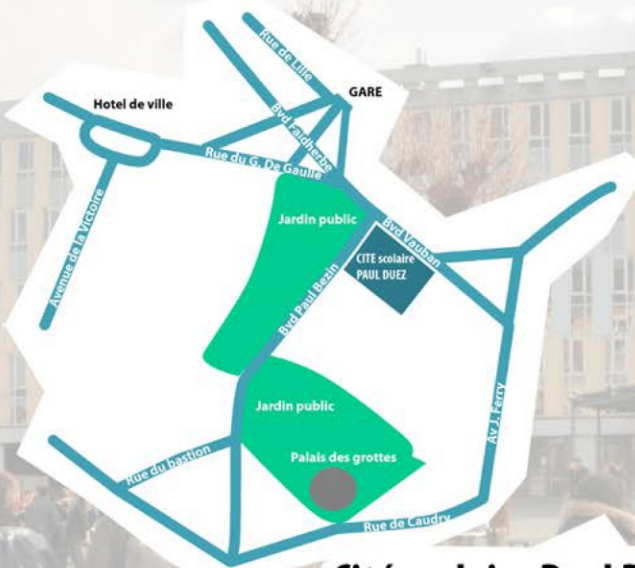 Rue de Lille
GARE
Hotel de ville
Bvd Faidherbe
Rue du G. De Gaulle
Jardin public
Bvd Vauban
CITE scolaire
PAUL DUEZ
Avenue de la Victoire
Bvd Paul Bezin
Jardin public
Av J. Ferry
Rue du bastion
Palais des grottes
Rue de Caudry